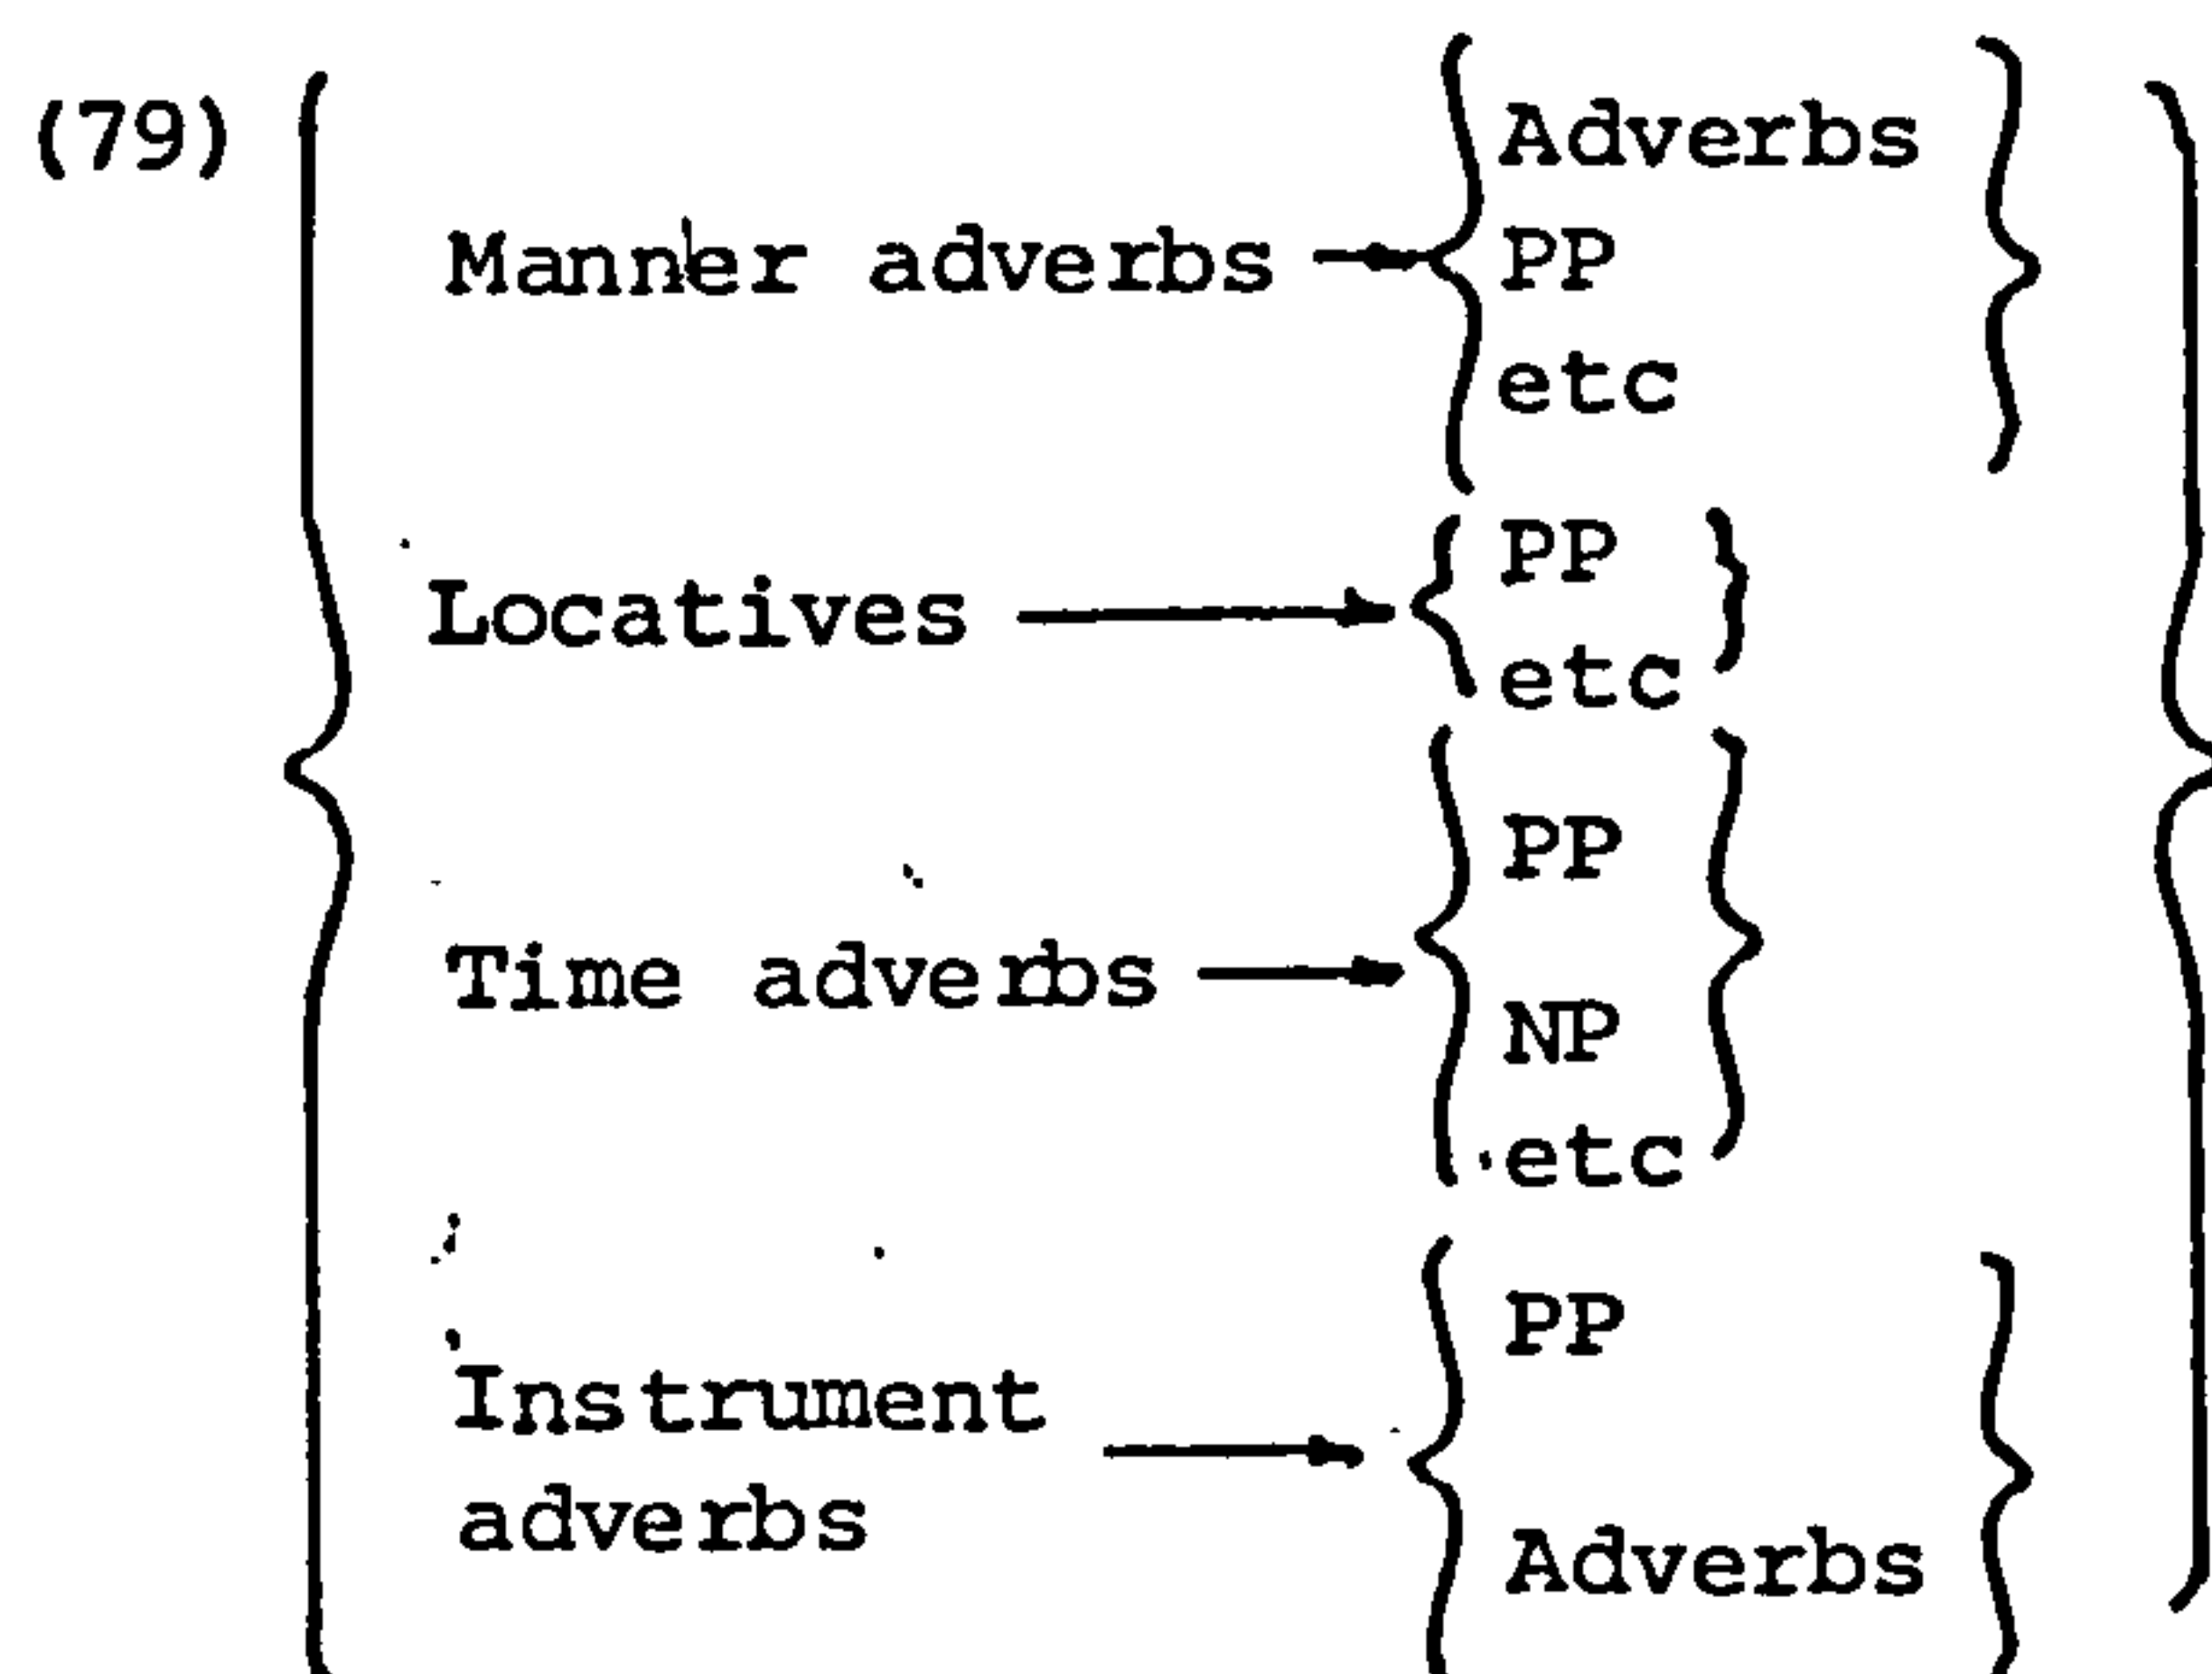 (79)
Adverbs
Manner adverbs
PP
etc
PP
Locatives
etc
PP
Time adverbs
NP
etc
PP
Instrument
adverbs
Adverbs